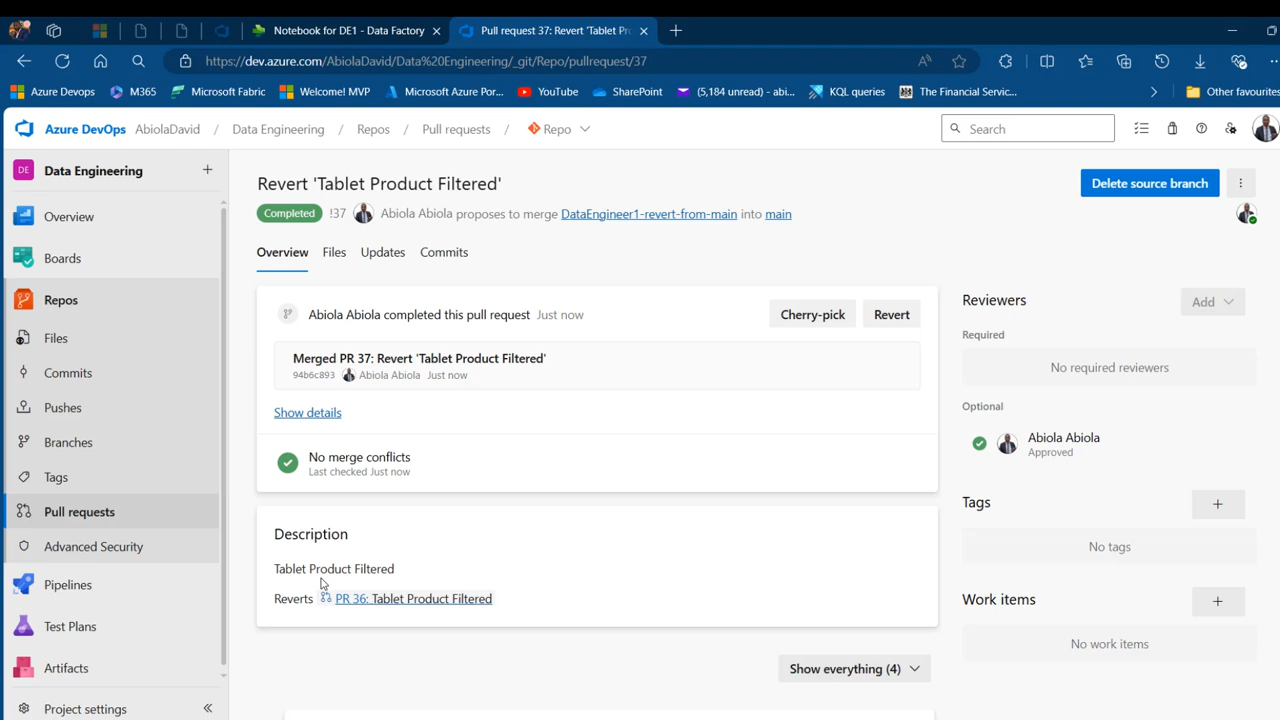 Notebook for DE1 - Data Factory
Pull request 37: Revert 'Tablet Pr
https://dev.azure.com/AbiolaDavid/Data%20Engineering/_git/Repo/pullrequest/37
Azure Devops
M365
Microsoft Fabric
Welcome! MVP
Microsoft Azure Por...
YouTube
SharePoint
(5,184 unread) - abi...
KQL queries
The Financial Servic...
Other favourites
Azure DevOps AbiolaDavid / Data Engineering / Repos / Pull requests / Repo
Search
DE Data Engineering
Overview
Boards
Repos
Files
Commits
Pushes
Branches
Tags
Pull requests
Advanced Security
Pipelines
Test Plans
Artifacts
Project settings
Revert 'Tablet Product Filtered'
Delete source branch
Completed !37 Abiola Abiola proposes to merge DataEngineer1-revert-from-main into main
Overview Files Updates Commits
Abiola Abiola completed this pull request Just now
Cherry-pick Revert
Merged PR 37: Revert 'Tablet Product Filtered'
94b6c893 Abiola Abiola Just now
Show details
No merge conflicts
Last checked Just now
Description
Tablet Product Filtered
Reverts PR 36: Tablet Product Filtered
Show everything (4)
Reviewers
Add
Required
No required reviewers
Optional
Abiola Abiola
Approved
Tags
No tags
Work items
No work items